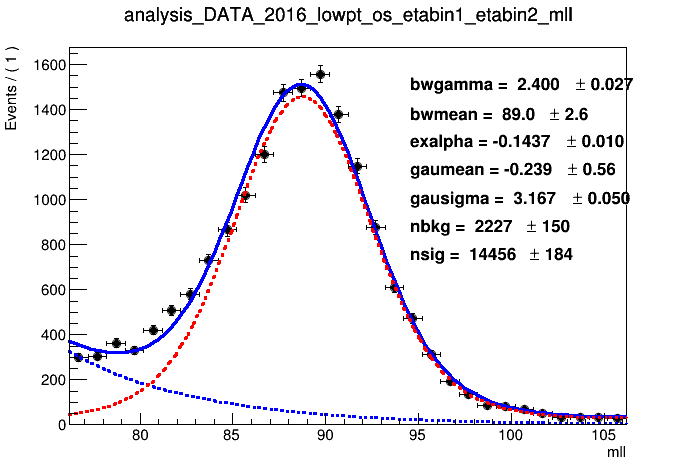 analysis_DATA_2016_lowpt_os_etabin1_etabin2_mll
Events / ( 1 )
1600
1400
1200
1000
800
600
400
200
0
bwgamma = 2.400 ± 0.027
bwmean = 89.0 ± 2.6
exalpha = -0.1437 ± 0.010
gaumean = -0.239 ± 0.56
gausigma = 3.167 ± 0.050
nbkg = 2227 ± 150
nsig = 14456 ± 184
80 85 90 95 100 105
mll